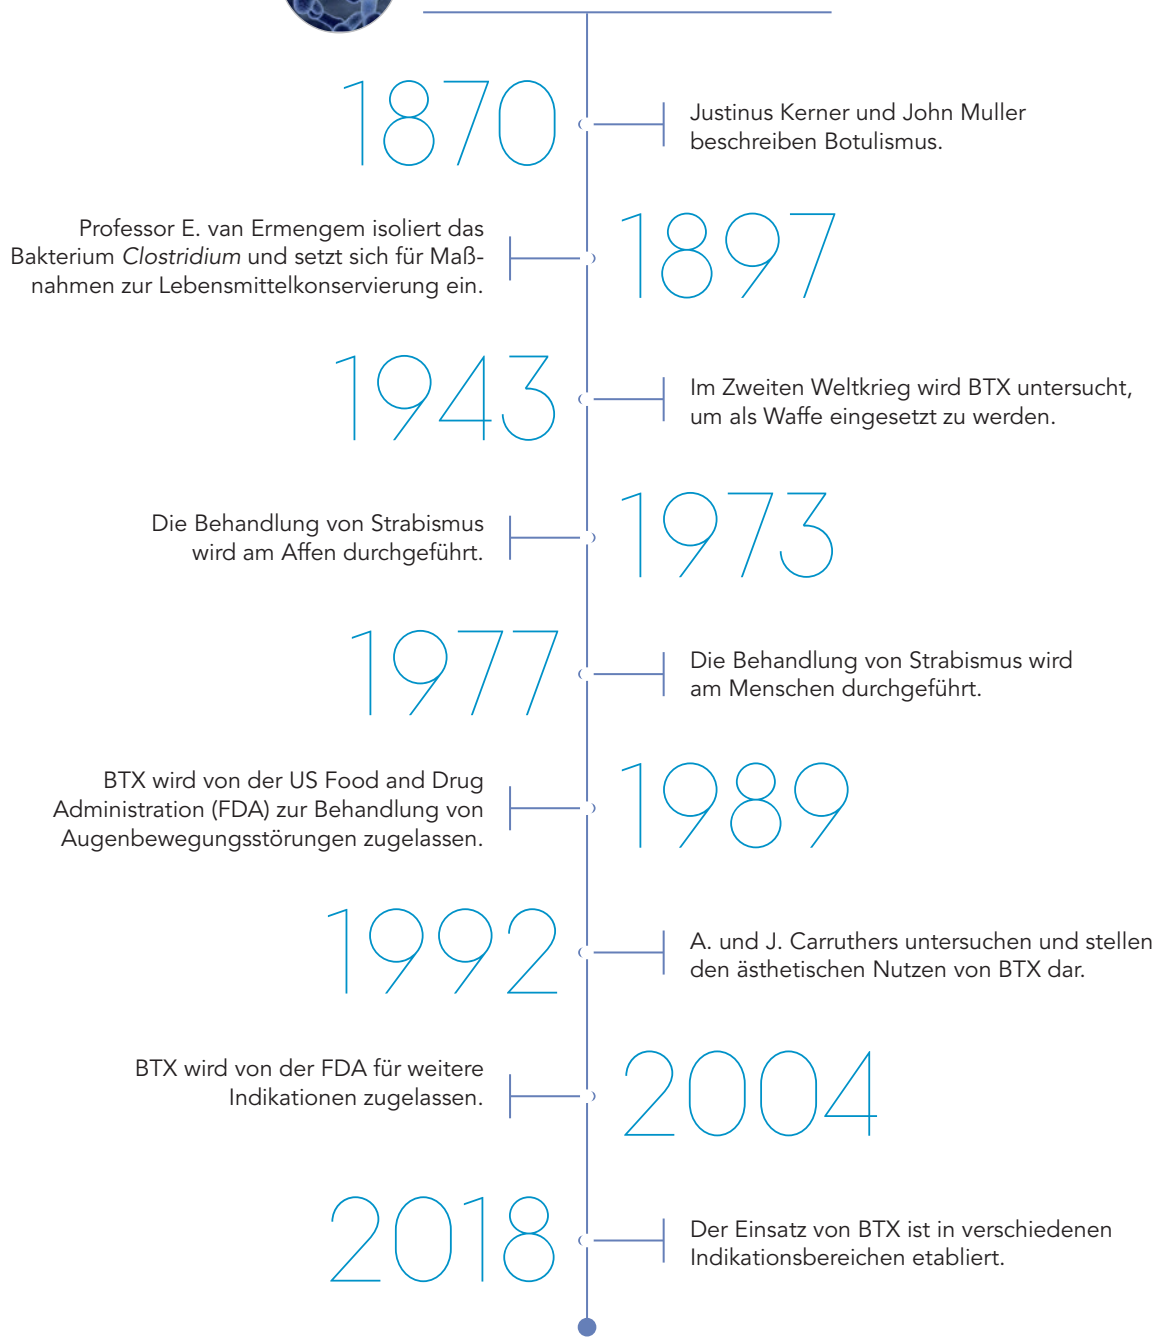 1870
Justinus Kerner und John Muller
beschreiben Botulismus.
Professor E. van Ermengem isoliert das
Bakterium Clostridium und setzt sich für Maß-
nahmen zur Lebensmittelkonservierung ein.
1897
1943
Im Zweiten Weltkrieg wird BTX untersucht,
um als Waffe eingesetzt zu werden.
Die Behandlung von Strabismus
wird am Affen durchgeführt.
1973
1977
Die Behandlung von Strabismus wird
am Menschen durchgeführt.
BTX wird von der US Food and Drug
Administration (FDA) zur Behandlung von
Augenbewegungsstörungen zugelassen.
1989
1992
A. und J. Carruthers untersuchen und stellen
den ästhetischen Nutzen von BTX dar.
BTX wird von der FDA für weitere
Indikationen zugelassen.
2004
2018
Der Einsatz von BTX ist in verschiedenen
Indikationsbereichen etabliert.